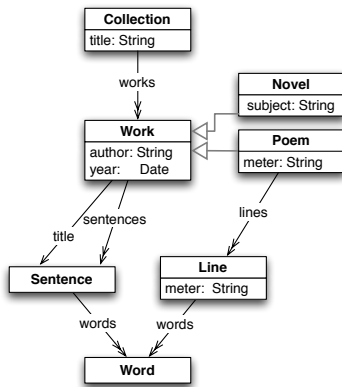 Collection
title: String
works
Novel
subject: String
Work
author: String
year: Date
Poem
meter: String
sentences
title
lines
Sentence
Line
meter: String
words
words
Word